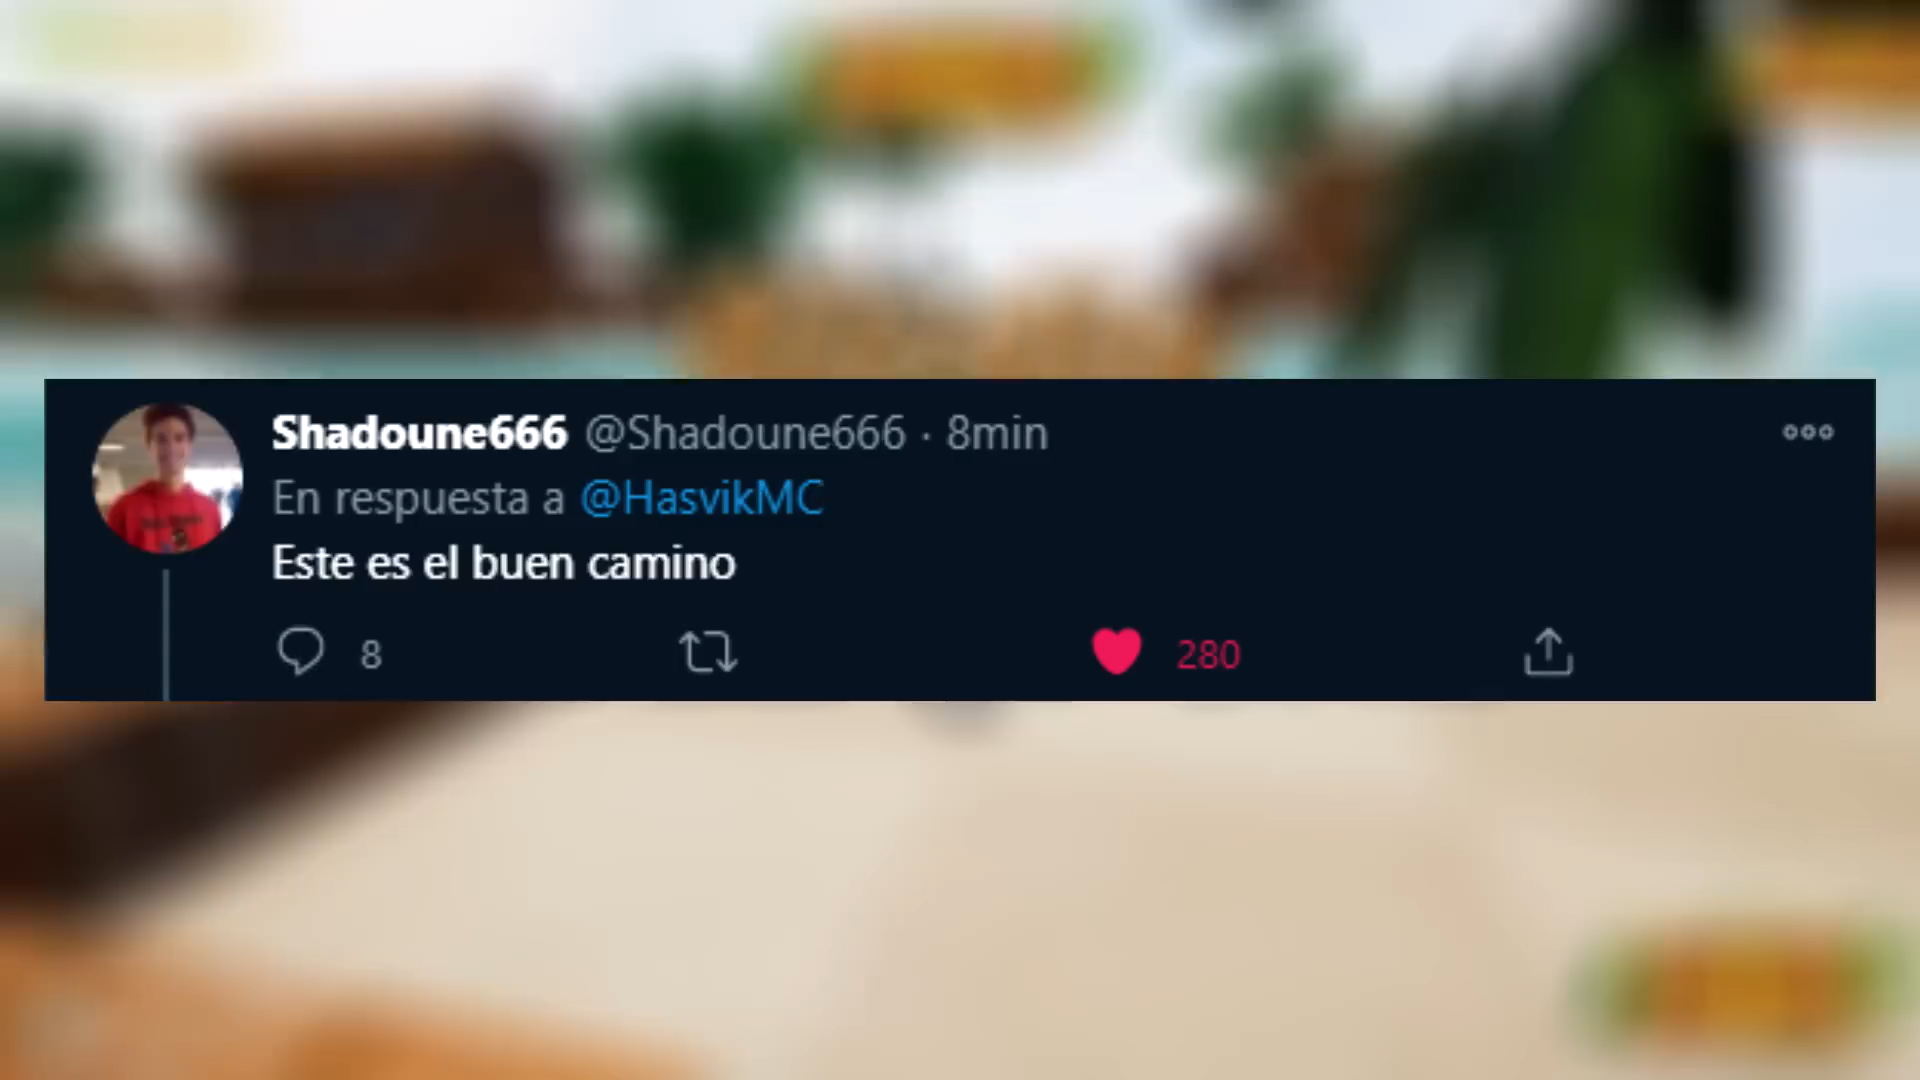 Shadoune666 @Shadoune666 · 8min
En respuesta a @HasvikMC
Este es el buen camino
8 280